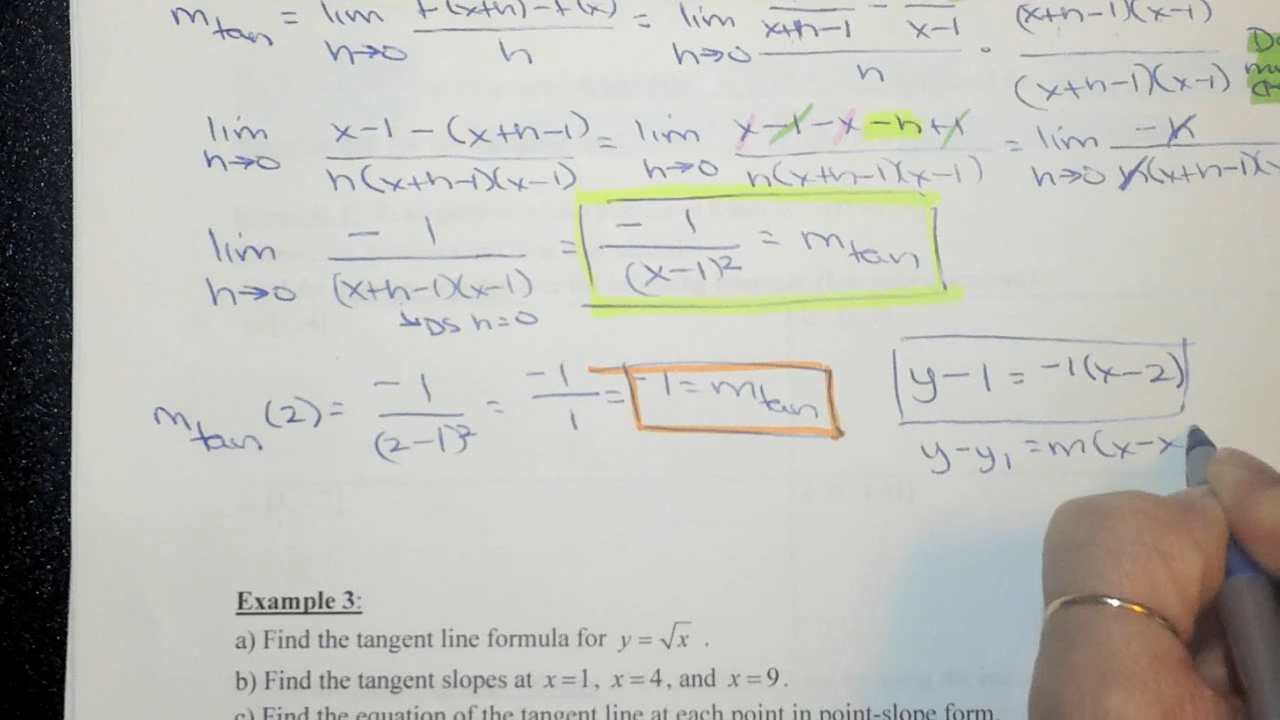 m_tan = lim h→0 f(x+h)-f(x) / h = lim h→0 x+h-1 - x-1 / h · (x+h-1)(x-1) / (x+h-1)(x-1)
lim h→0 x-1-(x+h-1) / h(x+h-1)(x-1) = lim h→0 x-1-x-h+1 / h(x+h-1)(x-1) = lim h→0 -h / h(x+h-1)(
lim h→0 -1 / (x+h-1)(x-1) = -1 / (x-1)² = m_tan
↘DS h=0
m_tan (2) = -1 / (2-1)² = -1 / 1 = -1 = m_tan
y-1 = -1(x-2)
y-y₁ = m(x-x
Example 3:
a) Find the tangent line formula for y = √x .
b) Find the tangent slopes at x=1, x=4, and x=9.
c) Find the equation of the tangent line at each point in point-slope form.